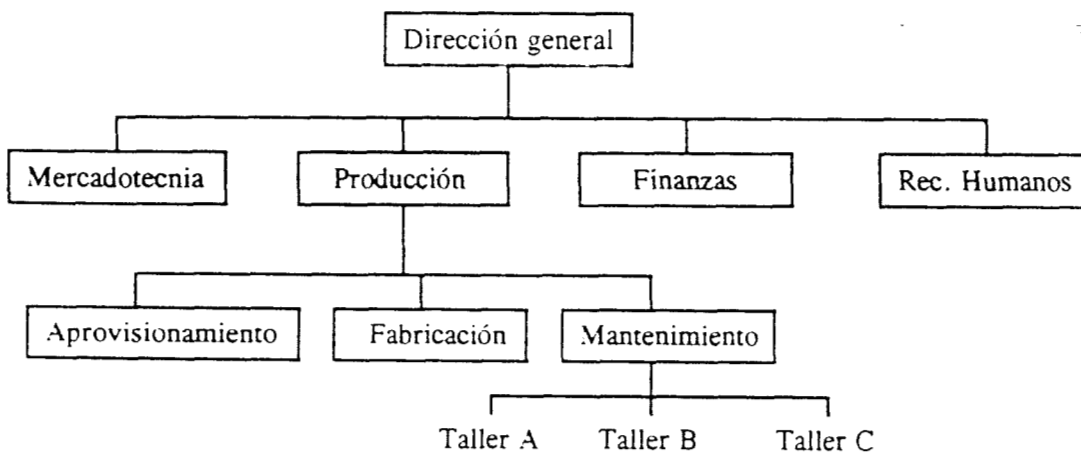 Dirección general
Mercadotecnia
Producción
Finanzas
Rec. Humanos
Aprovisionamiento
Fabricación
Mantenimiento
Taller A
Taller B
Taller C